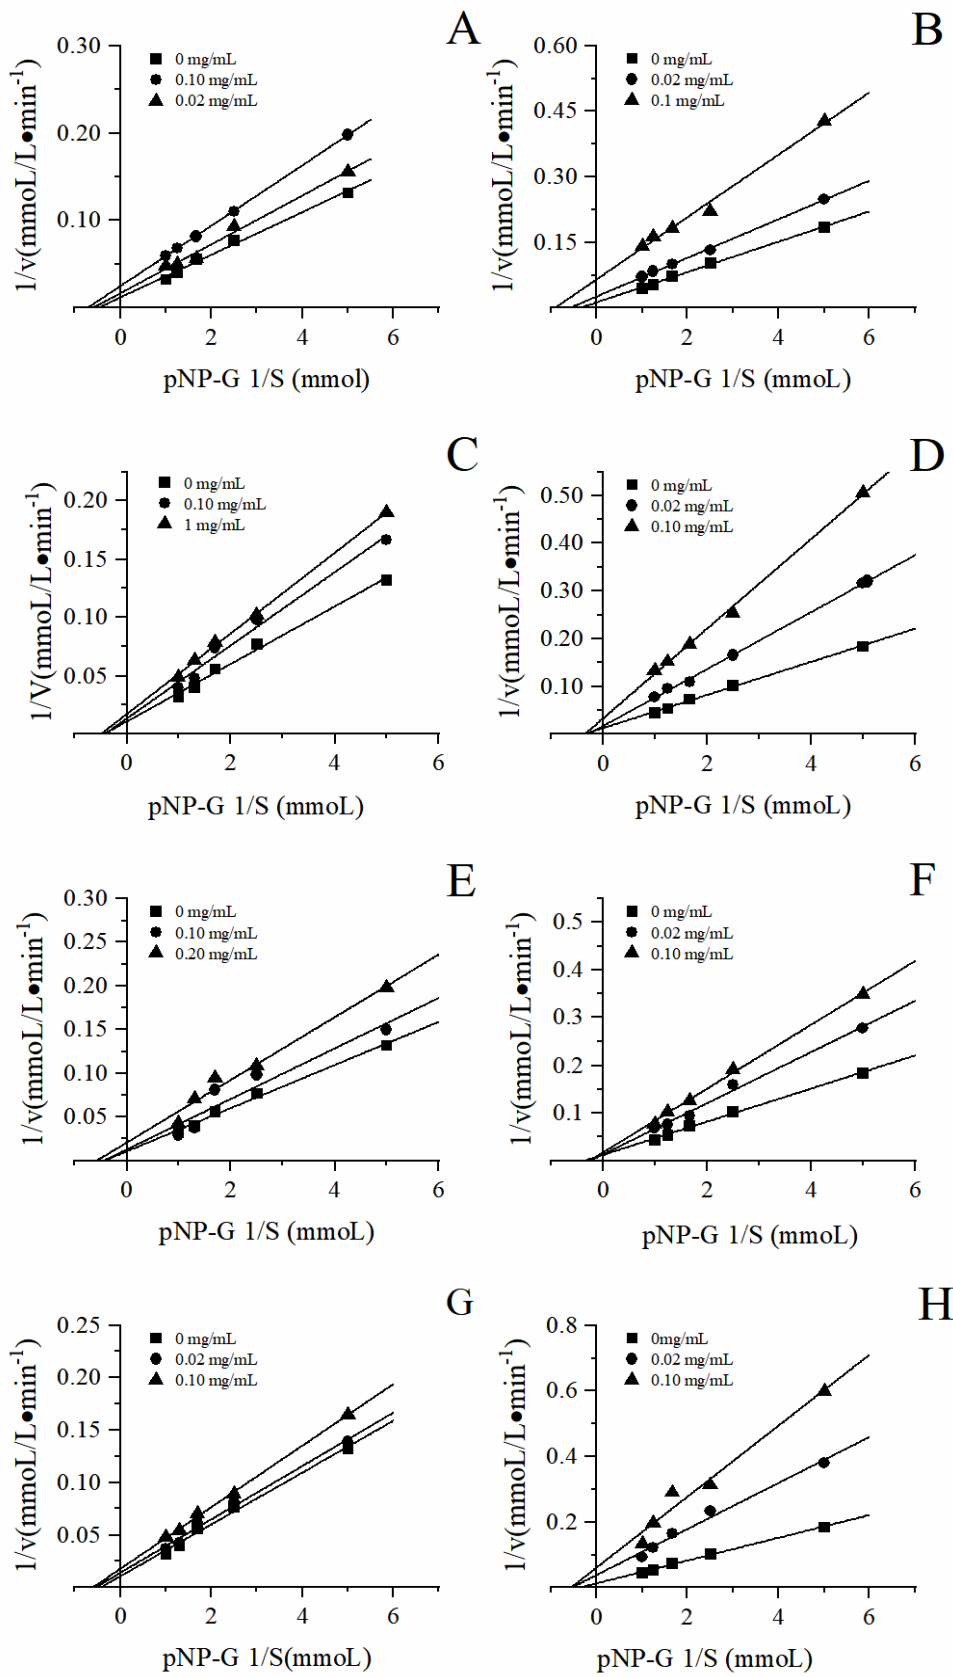 A
0 mg/mL
0.10 mg/mL
0.02 mg/mL
1/v(mmoL/L●min-1)
0.30
0.20
0.10
0 2 4 6
pNP-G 1/S (mmol)
B
0 mg/mL
0.02 mg/mL
0.1 mg/mL
1/v(mmoL/L●min-1)
0.60
0.45
0.30
0.15
0 2 4 6
pNP-G 1/S (mmoL)
C
0 mg/mL
0.10 mg/mL
1 mg/mL
1/V(mmoL/L●min-1)
0.20
0.15
0.10
0.05
0 2 4 6
pNP-G 1/S (mmoL)
D
0 mg/mL
0.02 mg/mL
0.10 mg/mL
1/v(mmoL/L●min-1)
0.50
0.40
0.30
0.20
0.10
0 2 4 6
pNP-G 1/S (mmoL)
E
0 mg/mL
0.10 mg/mL
0.20 mg/mL
1/v(mmoL/L●min-1)
0.30
0.25
0.20
0.15
0.10
0.05
0 2 4 6
pNP-G 1/S (mmoL)
F
0 mg/mL
0.02 mg/mL
0.10 mg/mL
1/v(mmoL/L●min-1)
0.5
0.4
0.3
0.2
0.1
0 2 4 6
pNP-G 1/S (mmoL)
G
0 mg/mL
0.02 mg/mL
0.10 mg/mL
1/v(mmoL/L●min-1)
0.25
0.20
0.15
0.10
0.05
0 2 4 6
pNP-G 1/S(mmoL)
H
0mg/mL
0.02 mg/mL
0.10 mg/mL
1/v(mmoL/L●min-1)
0.8
0.6
0.4
0.2
0 2 4 6
pNP-G 1/S (mmoL)